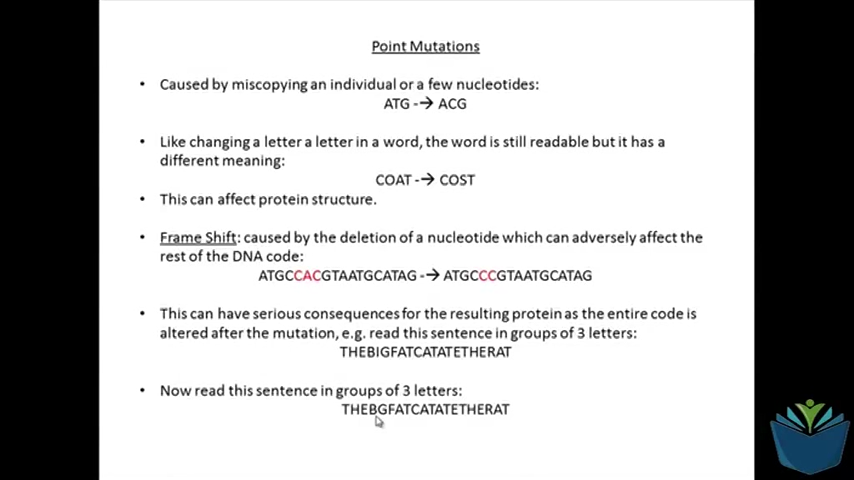 Point Mutations
• Caused by miscopying an individual or a few nucleotides:
ATG -→ ACG
• Like changing a letter a letter in a word, the word is still readable but it has a
different meaning:
COAT -→ COST
• This can affect protein structure.
• Frame Shift: caused by the deletion of a nucleotide which can adversely affect the
rest of the DNA code:
ATGCCACGTAATGCATAG -→ ATGCCCGTAATGCATAG
• This can have serious consequences for the resulting protein as the entire code is
altered after the mutation, e.g. read this sentence in groups of 3 letters:
THEBIGFATCATATETHERAT
• Now read this sentence in groups of 3 letters:
THEBGFATCATATETHERAT